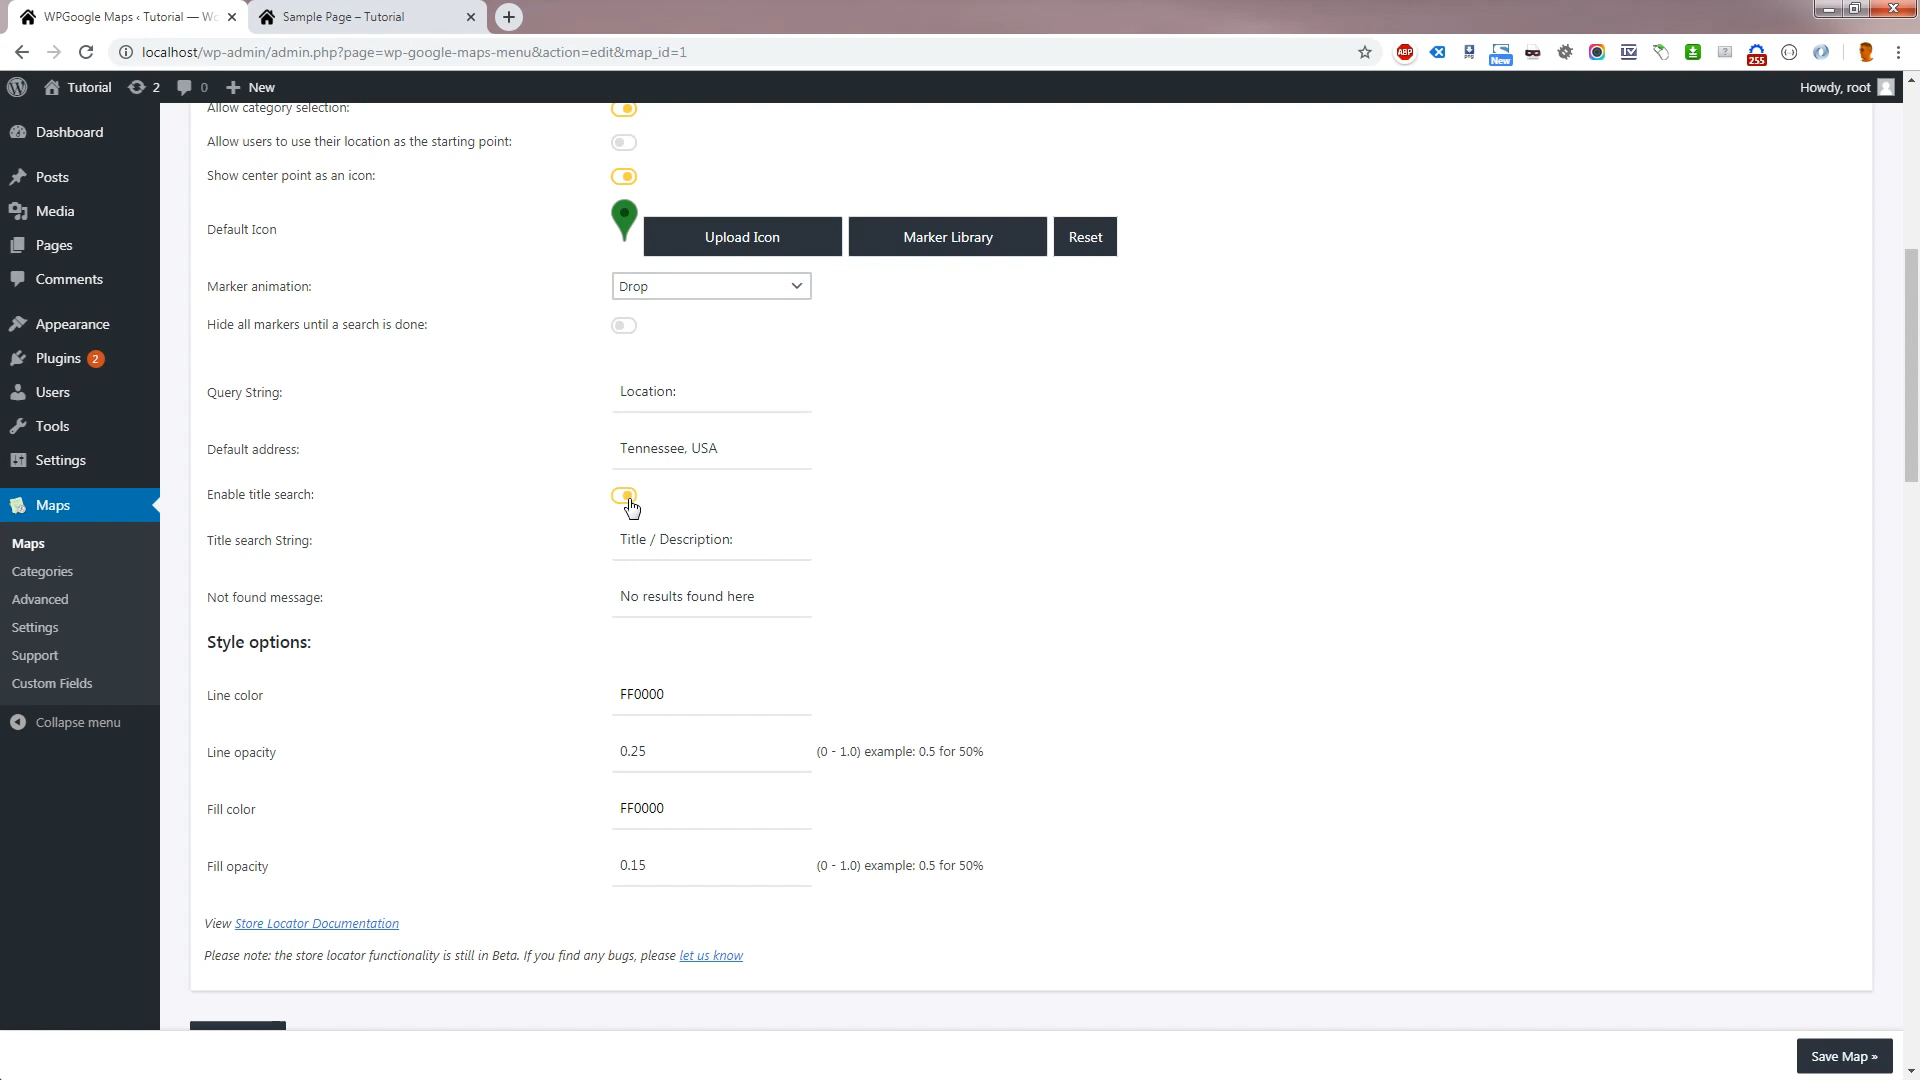 WPGoogle Maps ‹ Tutorial — Wo
Sample Page – Tutorial
localhost/wp-admin/admin.php?page=wp-google-maps-menu&action=edit&map_id=1
ABP
New
255
Tutorial
2
0
New
Howdy, root
Dashboard
Posts
Media
Pages
Comments
Appearance
Plugins 2
Users
Tools
Settings
Maps
Maps
Categories
Advanced
Settings
Support
Custom Fields
Collapse menu
Allow category selection:
Allow users to use their location as the starting point:
Show center point as an icon:
Default Icon
Upload Icon
Marker Library
Reset
Marker animation:
Drop
Hide all markers until a search is done:
Query String:
Location:
Default address:
Tennessee, USA
Enable title search:
Title search String:
Title / Description:
Not found message:
No results found here
Style options:
Line color
FF0000
Line opacity
0.25
(0 - 1.0) example: 0.5 for 50%
Fill color
FF0000
Fill opacity
0.15
(0 - 1.0) example: 0.5 for 50%
View Store Locator Documentation
Please note: the store locator functionality is still in Beta. If you find any bugs, please let us know
Save Map »